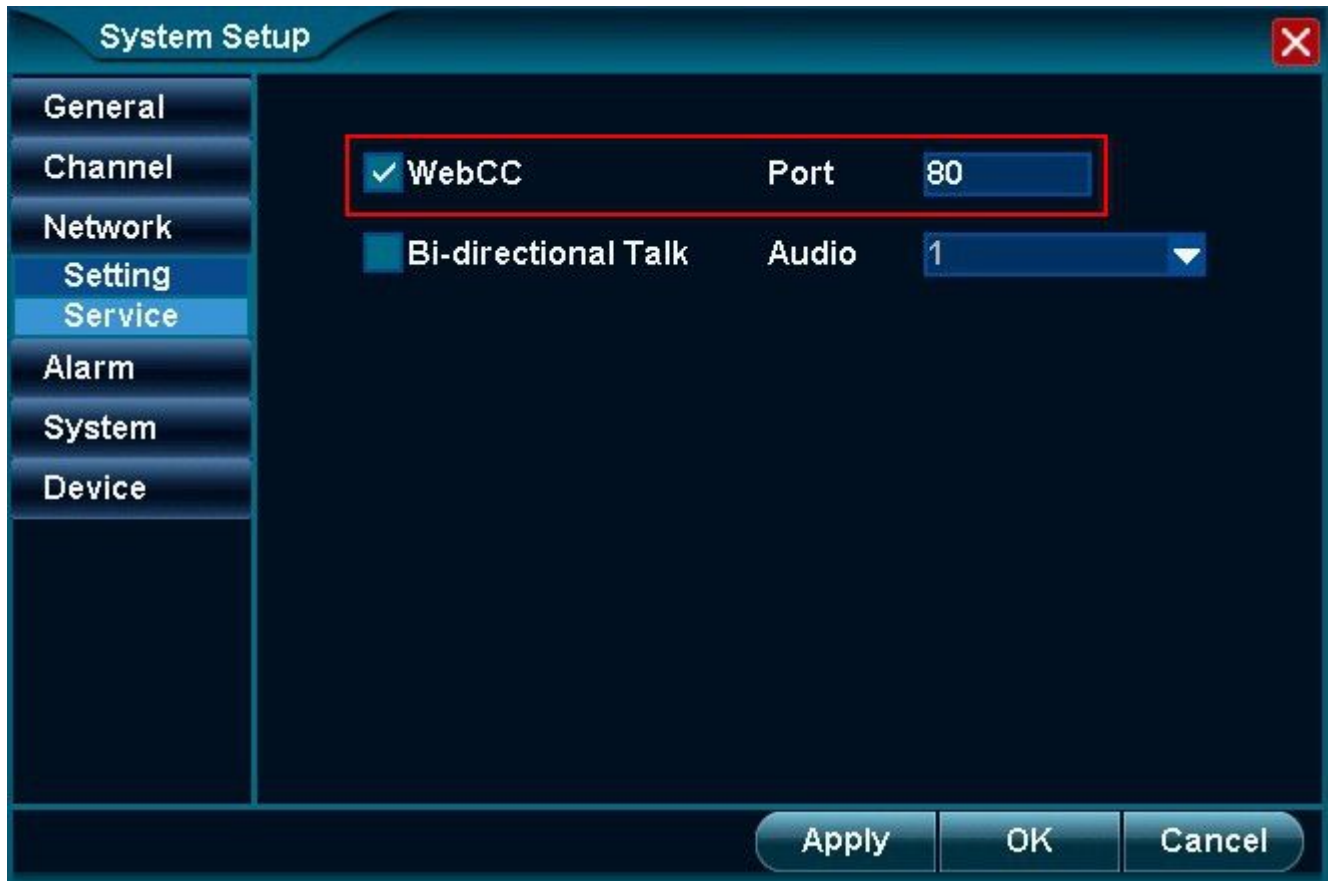 System Setup
General
Channel
Network
Setting
Service
Alarm
System
Device
WebCC Port 80
Bi-directional Talk Audio 1
Apply OK Cancel